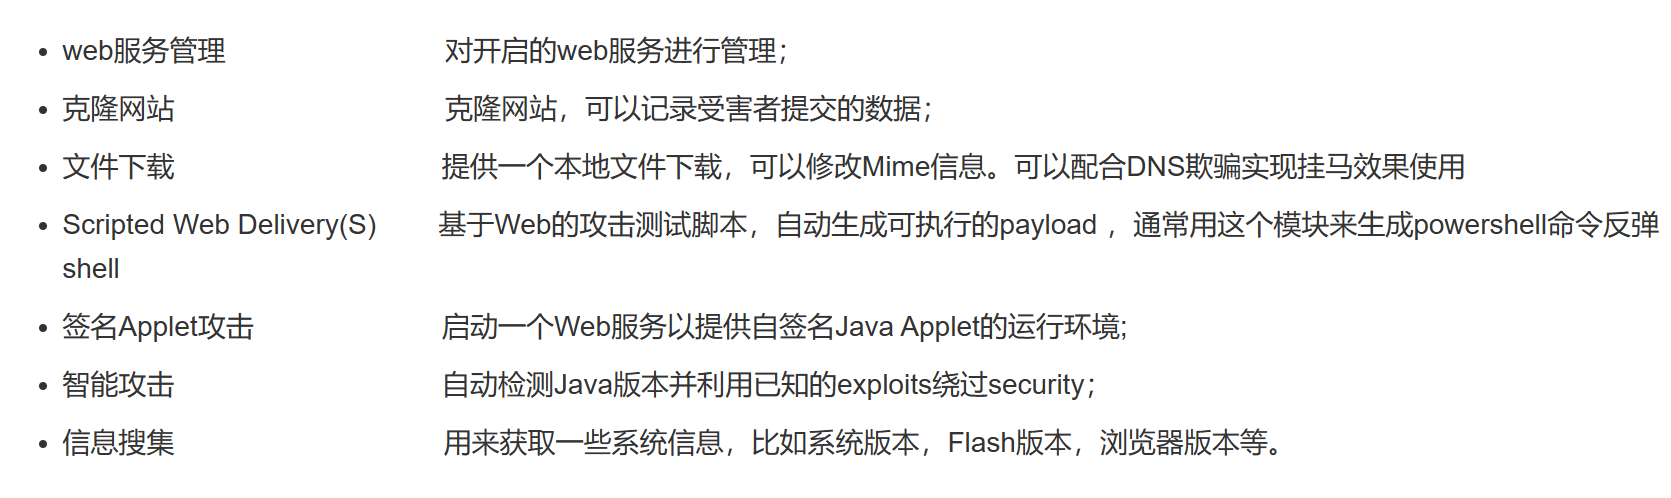 • web服务管理 对开启的web服务进行管理；
• 克隆网站 克隆网站，可以记录受害者提交的数据；
• 文件下载 提供一个本地文件下载，可以修改Mime信息。可以配合DNS欺骗实现挂马效果使用
• Scripted Web Delivery(S) 基于Web的攻击测试脚本，自动生成可执行的payload ，通常用这个模块来生成powershell命令反弹
shell
• 签名Applet攻击 启动一个Web服务以提供自签名Java Applet的运行环境;
• 智能攻击 自动检测Java版本并利用已知的exploits绕过security；
• 信息搜集 用来获取一些系统信息，比如系统版本，Flash版本，浏览器版本等。